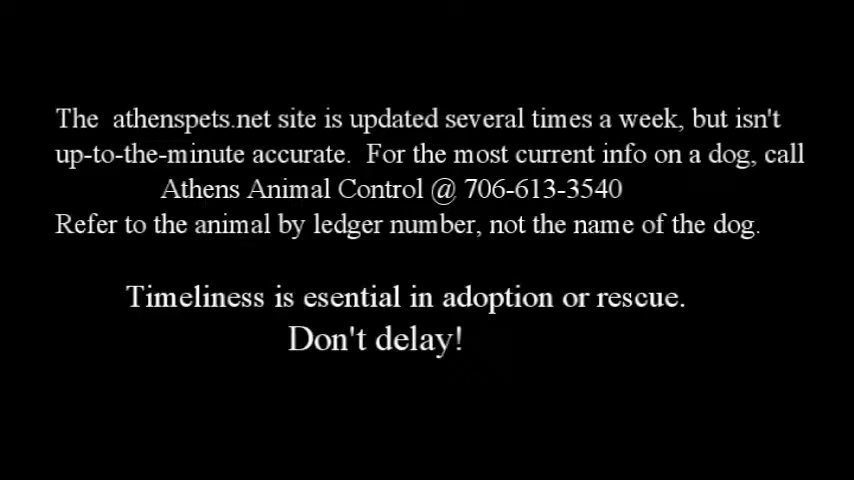 The  athenspets.net site is updated several times a week, but isn't
up-to-the-minute accurate.  For the most current info on a dog, call
Athens Animal Control @ 706-613-3540
Refer to the animal by ledger number, not the name of the dog.
Timeliness is esential in adoption or rescue.
Don't delay!